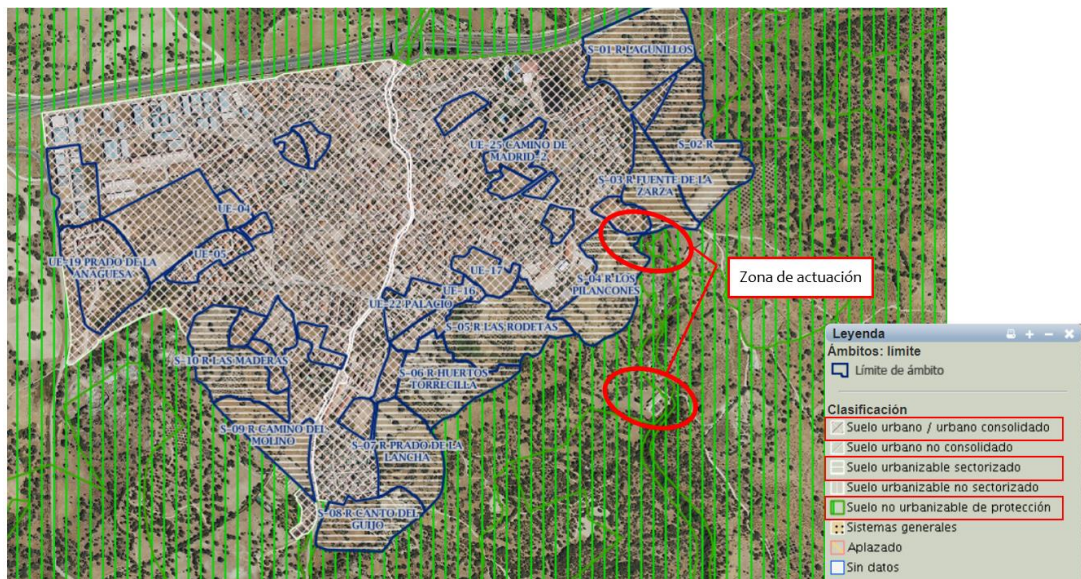 S-01 R LAGUNILLOS
S-02 R
UE-25 CAMINO DE
MADRID-2
S-03 R FUENTE DE LA
ZARZA
UE-04
UE-05
UE-19 PRADO DE LA
ANAGUESA
UE-17
S-04 R LOS
PILANCONES
UE-16
UE-22 PALACIO
S-05 R LAS RODETAS
S-10 R LAS MADERAS
S-06 R HUERTOS
TORRECILLA
S-09 R CAMINO DEL
MOLINO
S-07 R PRADO DE LA
LANCHA
S-08 R CANTO DEL
GUIJO
Zona de actuación
Leyenda
Ámbitos: límite
Límite de ámbito
Clasificación
Suelo urbano / urbano consolidado
Suelo urbano no consolidado
Suelo urbanizable sectorizado
Suelo urbanizable no sectorizado
Suelo no urbanizable de protección
Sistemas generales
Aplazado
Sin datos